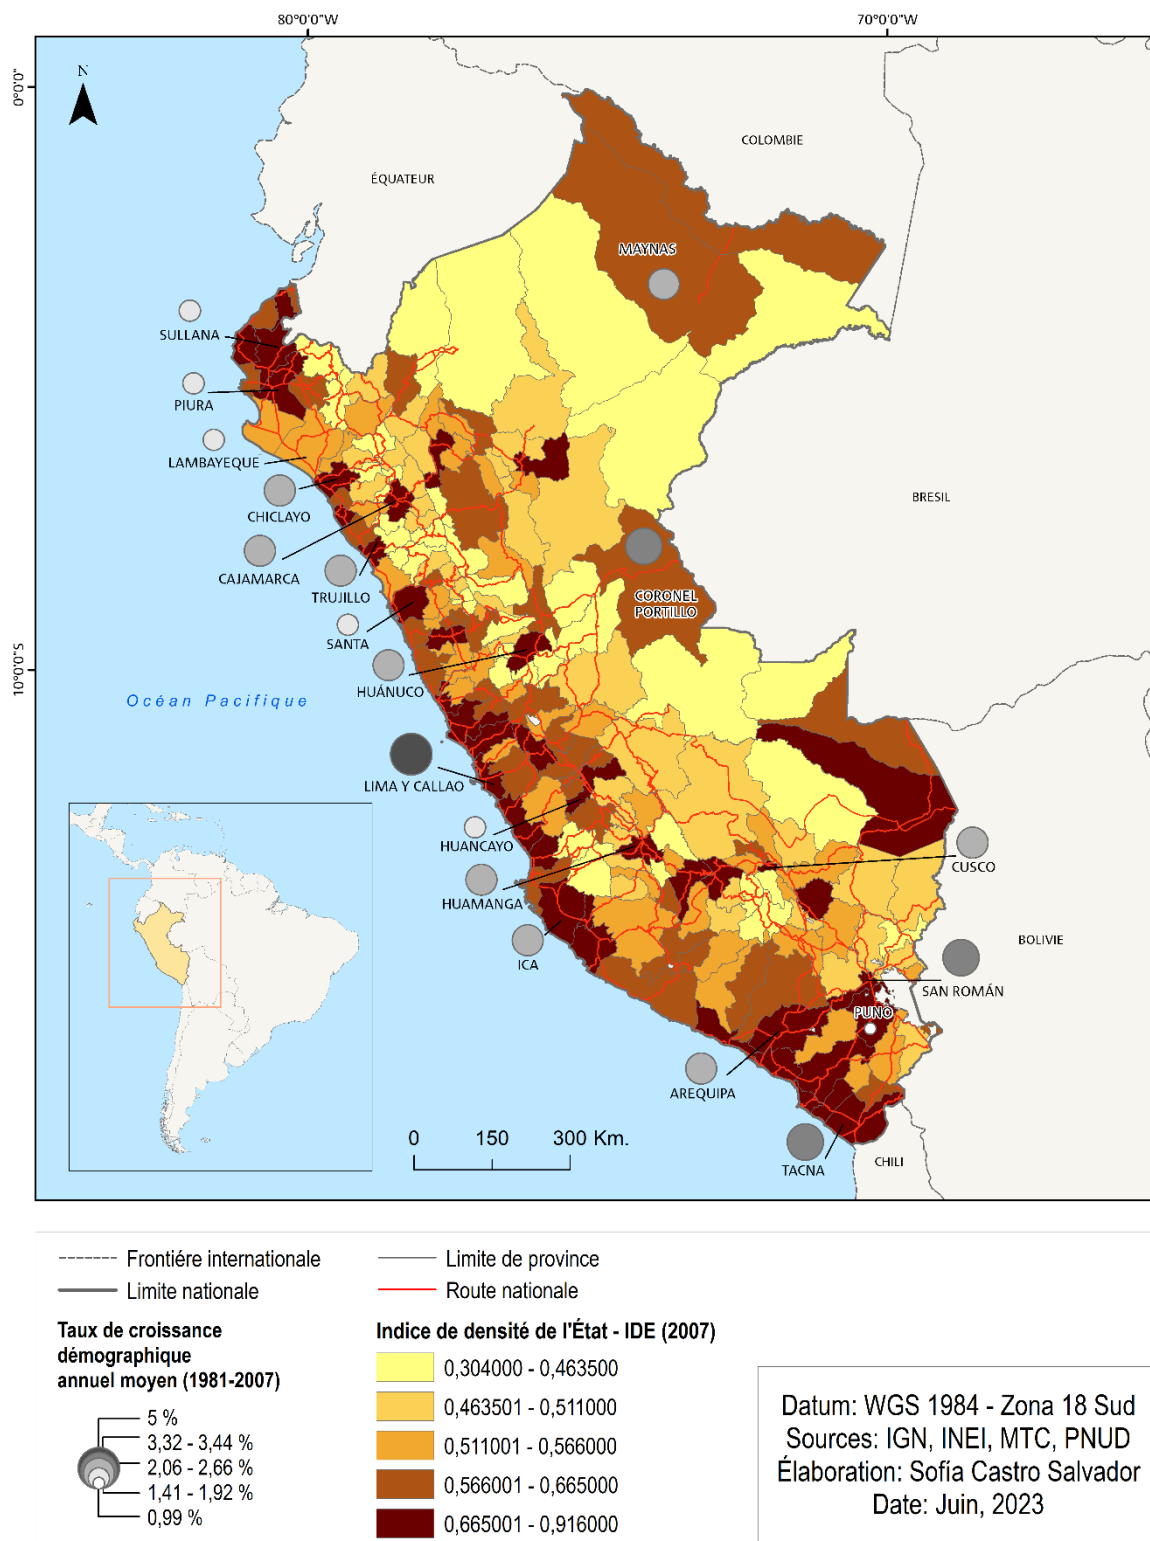 80°0'0"W
70°0'0"W
0°0'0"
N
COLOMBIE
ÉQUATEUR
MAYNAS
SULLANA
PIURA
LAMBAYEQUE
CHICLAYO
BRESIL
CAJAMARCA
TRUJILLO
CORONEL
PORTILLO
SANTA
10°0'0"S
HUÁNUCO
Océan Pacifique
LIMA Y CALLAO
HUANCAYO
CUSCO
HUAMANGA
ICA
BOLIVIE
SAN ROMÁN
PUNO
AREQUIPA
0 150 300 Km.
TACNA
CHILI
Frontiére internationale
Limite nationale
Limite de province
Route nationale
Taux de croissance
démographique
annuel moyen (1981-2007)
5 %
3,32 - 3,44 %
2,06 - 2,66 %
1,41 - 1,92 %
0,99 %
Indice de densité de l'État - IDE (2007)
0,304000 - 0,463500
0,463501 - 0,511000
0,511001 - 0,566000
0,566001 - 0,665000
0,665001 - 0,916000
Datum: WGS 1984 - Zona 18 Sud
Sources: IGN, INEI, MTC, PNUD
Élaboration: Sofía Castro Salvador
Date: Juin, 2023